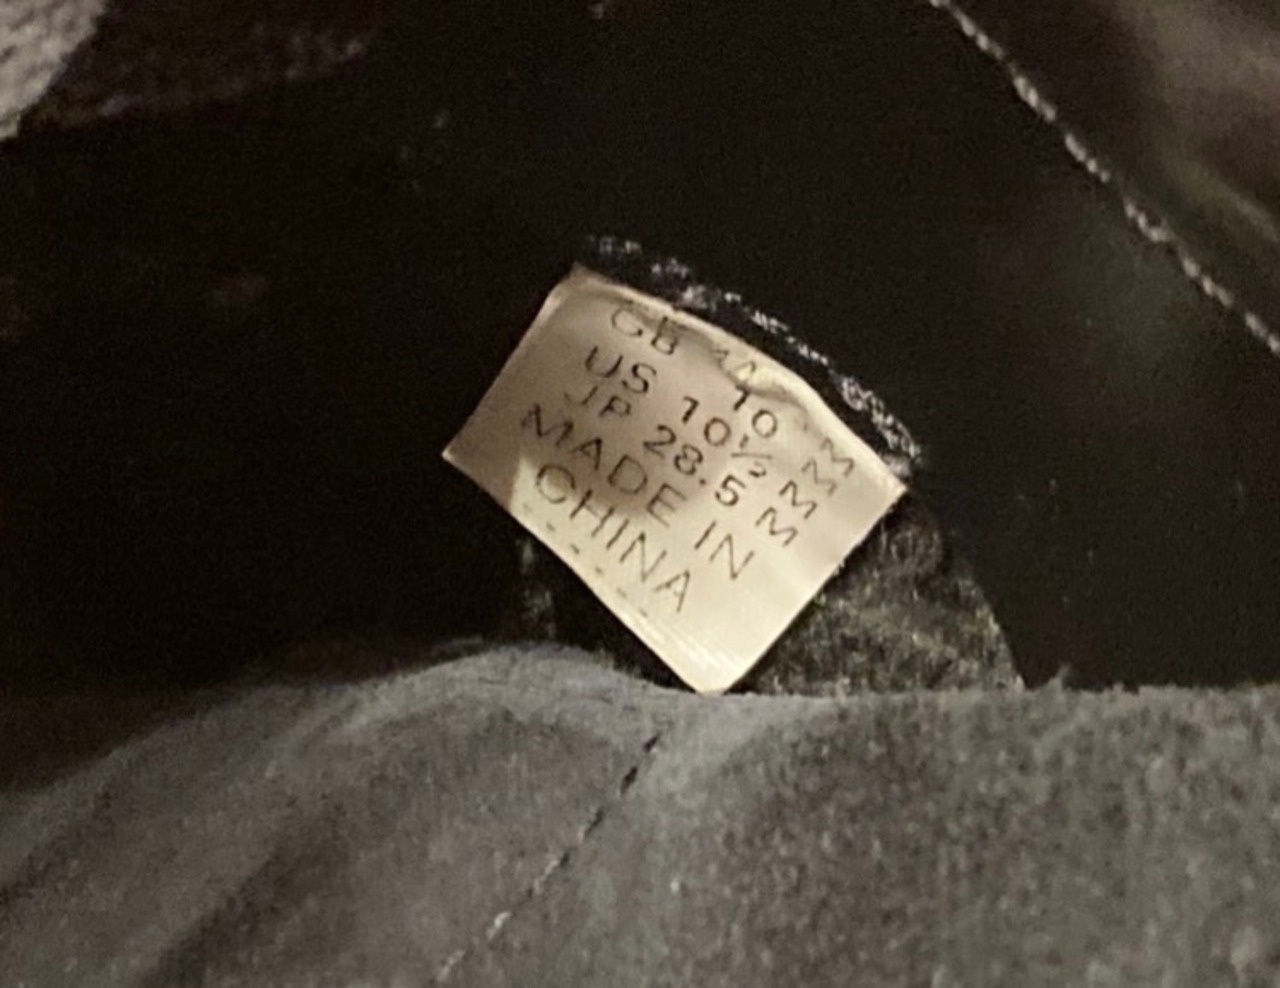 GB 10 M
US 10½ M
JP 28.5 M
MADE IN
CHINA